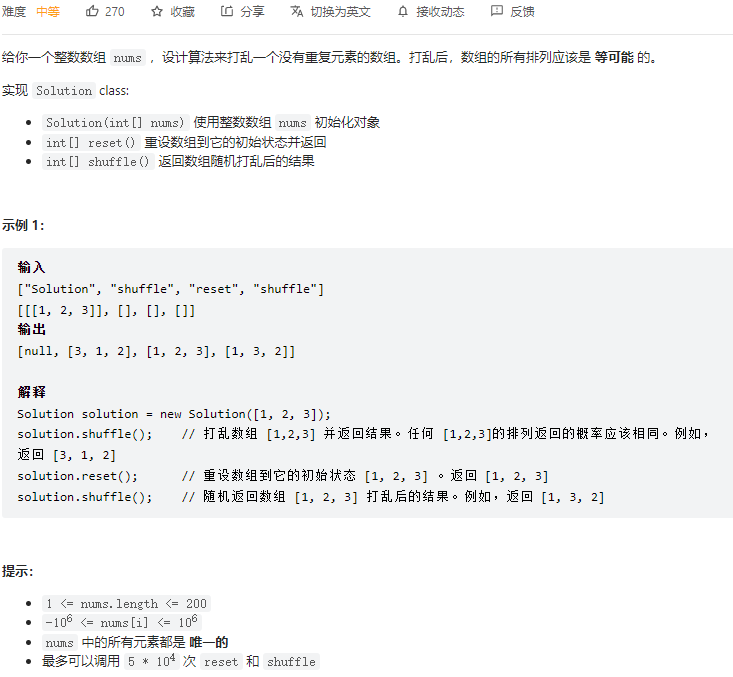 难度 中等 270 收藏 分享 切换为英文 接收动态 反馈
给你一个整数数组 nums ，设计算法来打乱一个没有重复元素的数组。打乱后，数组的所有排列应该是 等可能 的。
实现 Solution class:
Solution(int[] nums) 使用整数数组 nums 初始化对象
int[] reset() 重设数组到它的初始状态并返回
int[] shuffle() 返回数组随机打乱后的结果
示例 1：
输入
["Solution", "shuffle", "reset", "shuffle"]
[[[1, 2, 3]], [], [], []]
输出
[null, [3, 1, 2], [1, 2, 3], [1, 3, 2]]
解释
Solution solution = new Solution([1, 2, 3]);
solution.shuffle();    // 打乱数组 [1,2,3] 并返回结果。任何 [1,2,3]的排列返回的概率应该相同。例如，
返回 [3, 1, 2]
solution.reset();      // 重设数组到它的初始状态 [1, 2, 3] 。返回 [1, 2, 3]
solution.shuffle();    // 随机返回数组 [1, 2, 3] 打乱后的结果。例如，返回 [1, 3, 2]
提示：
1 <= nums.length <= 200
-10⁶ <= nums[i] <= 10⁶
nums 中的所有元素都是 唯一的
最多可以调用 5 * 10⁴ 次 reset 和 shuffle